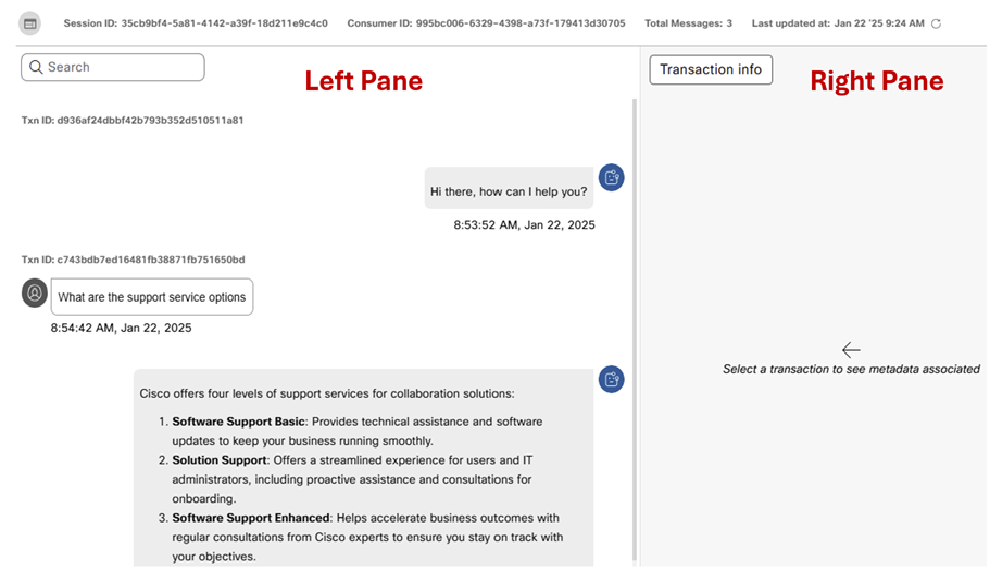 Session ID: 35cb9bf4-5a81-4142-a39f-18d211e9c4c0 Consumer ID: 995bc006-6329-4398-a73f-179413d30705 Total Messages: 3 Last updated at: Jan 22 '25 9:24 AM
Search
Left Pane
Transaction info
Right Pane
Txn ID: d936af24dbbf42b793b352d510511a81
Hi there, how can I help you?
8:53:52 AM, Jan 22, 2025
Txn ID: c743bdb7ed16481fb38871fb751650bd
What are the support service options
8:54:42 AM, Jan 22, 2025
Select a transaction to see metadata associated
Cisco offers four levels of support services for collaboration solutions:
1. Software Support Basic: Provides technical assistance and software
updates to keep your business running smoothly.
2. Solution Support: Offers a streamlined experience for users and IT
administrators, including proactive assistance and consultations for
onboarding.
3. Software Support Enhanced: Helps accelerate business outcomes with
regular consultations from Cisco experts to ensure you stay on track with
your objectives.